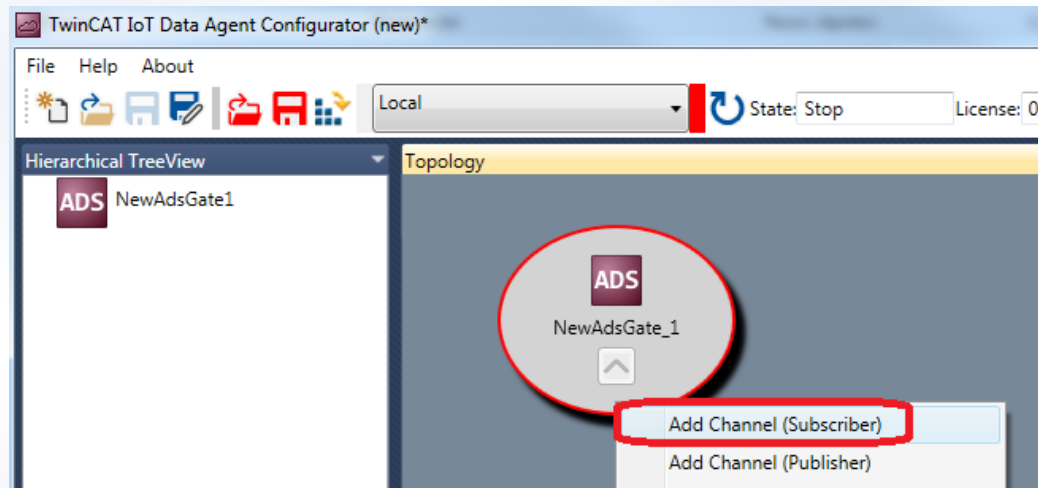 TwinCAT IoT Data Agent Configurator (new)*
File Help About
Local
State: Stop
License: 0
Hierarchical TreeView
Topology
ADS NewAdsGate1
ADS
NewAdsGate_1
Add Channel (Subscriber)
Add Channel (Publisher)